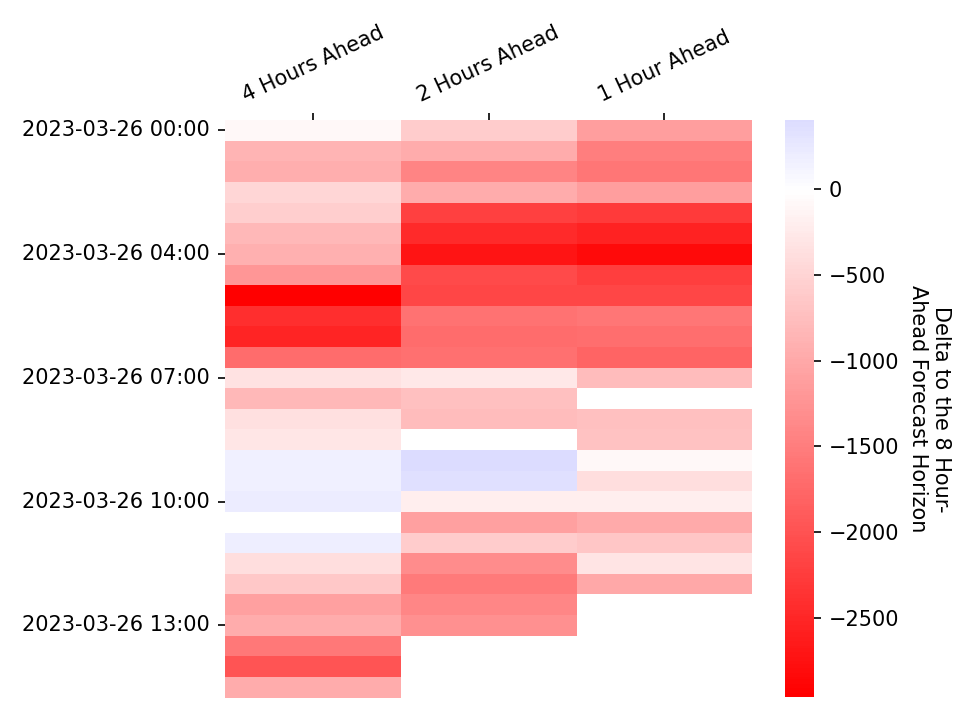 4 Hours Ahead
2 Hours Ahead
1 Hour Ahead
2023-03-26 00:00
2023-03-26 04:00
2023-03-26 07:00
2023-03-26 10:00
2023-03-26 13:00
0
−500
−1000
−1500
−2000
−2500
Delta to the 8 Hour-
Ahead Forecast Horizon